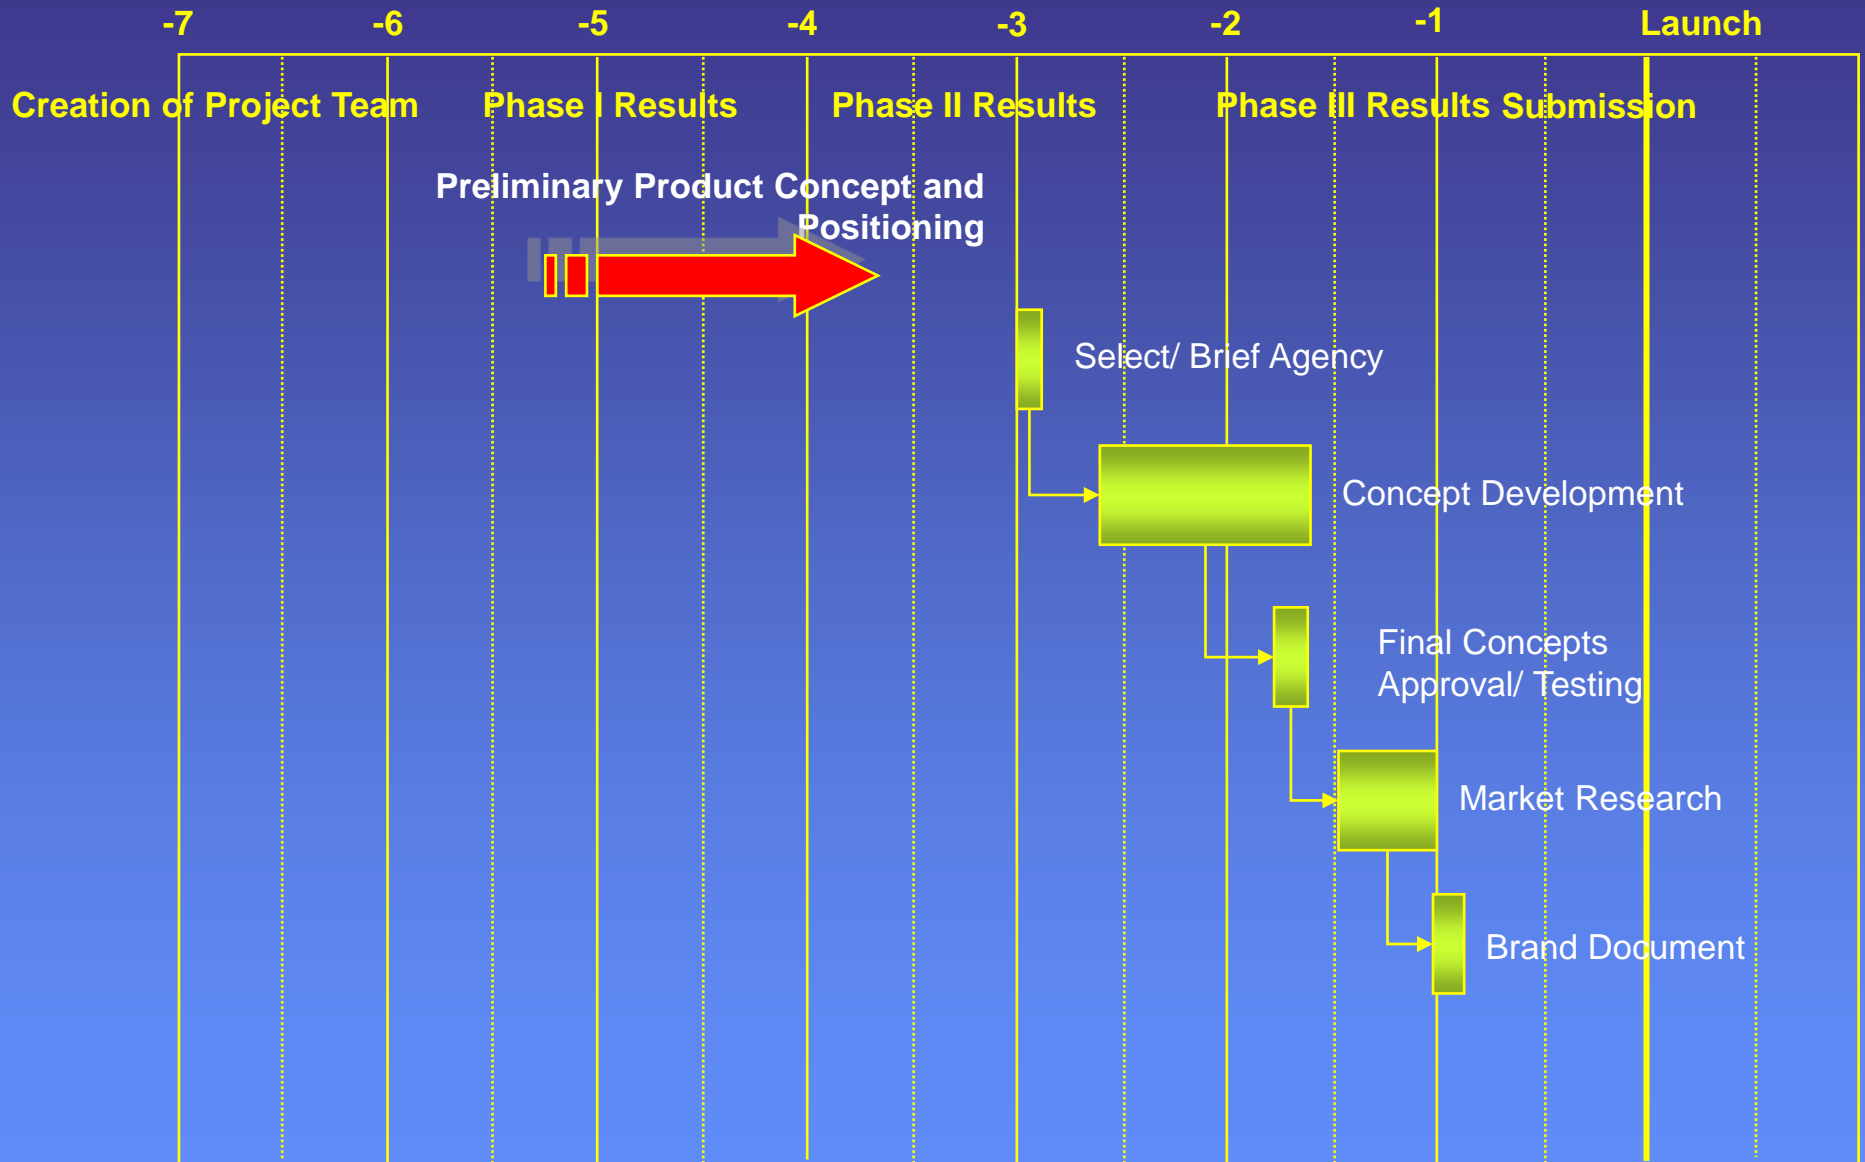 -7 -6 -5 -4 -3 -2 -1 Launch
Creation of Project Team Phase I Results Phase II Results Phase III Results Submission
Preliminary Product Concept and
Positioning
Select/ Brief Agency
Concept Development
Final Concepts
Approval/ Testing
Market Research
Brand Document